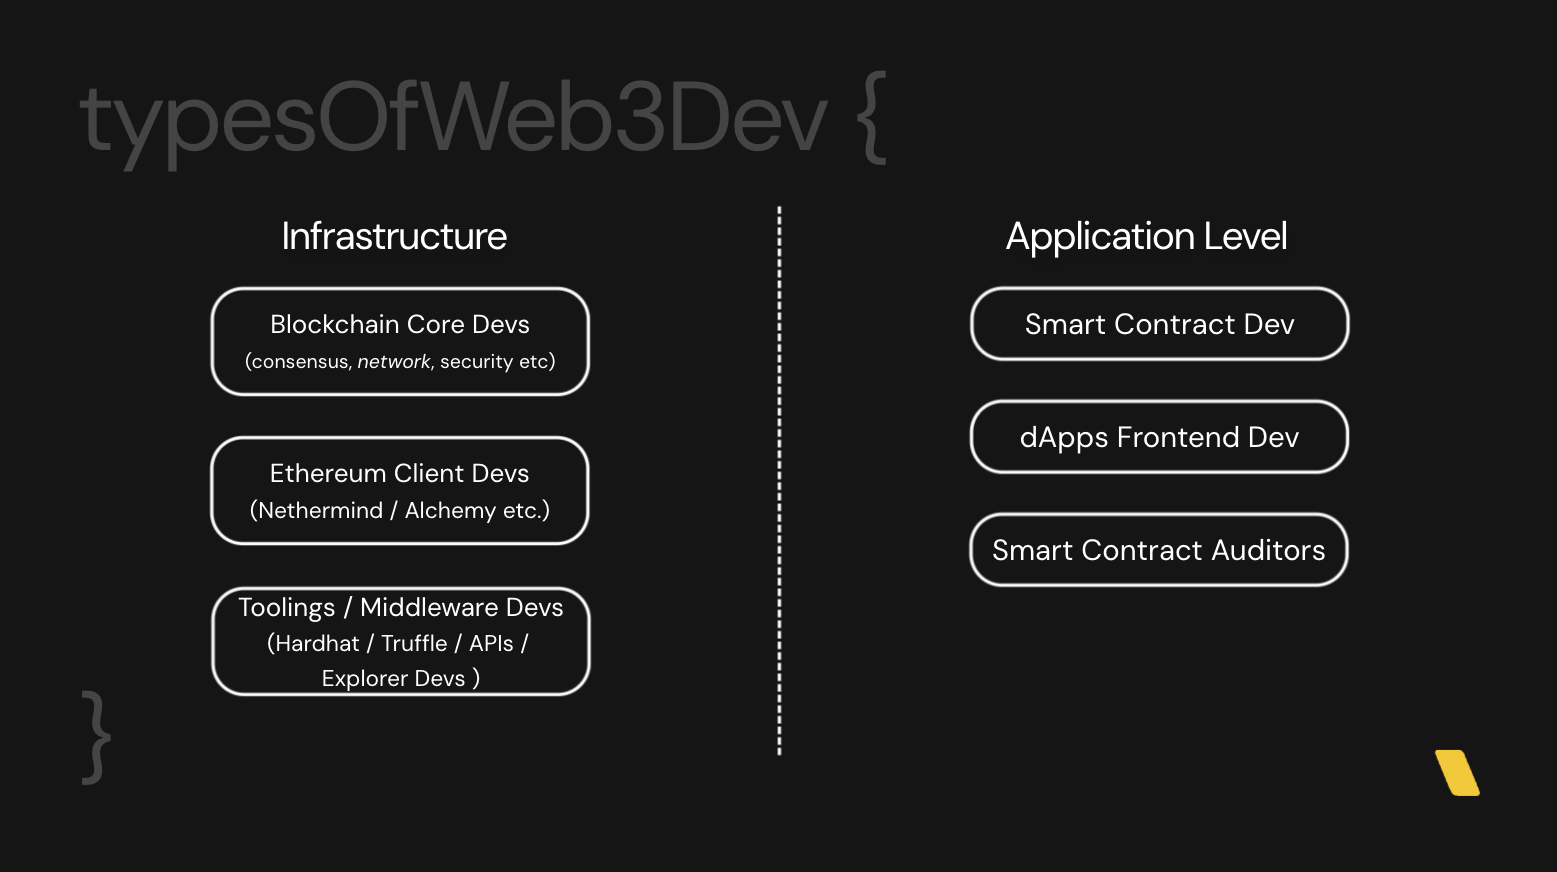 typesOfWeb3Dev {
Infrastructure
Blockchain Core Devs
(consensus, network, security etc)
Ethereum Client Devs
(Nethermind / Alchemy etc.)
Toolings / Middleware Devs
(Hardhat / Truffle / APIs /
Explorer Devs )
Application Level
Smart Contract Dev
dApps Frontend Dev
Smart Contract Auditors
}